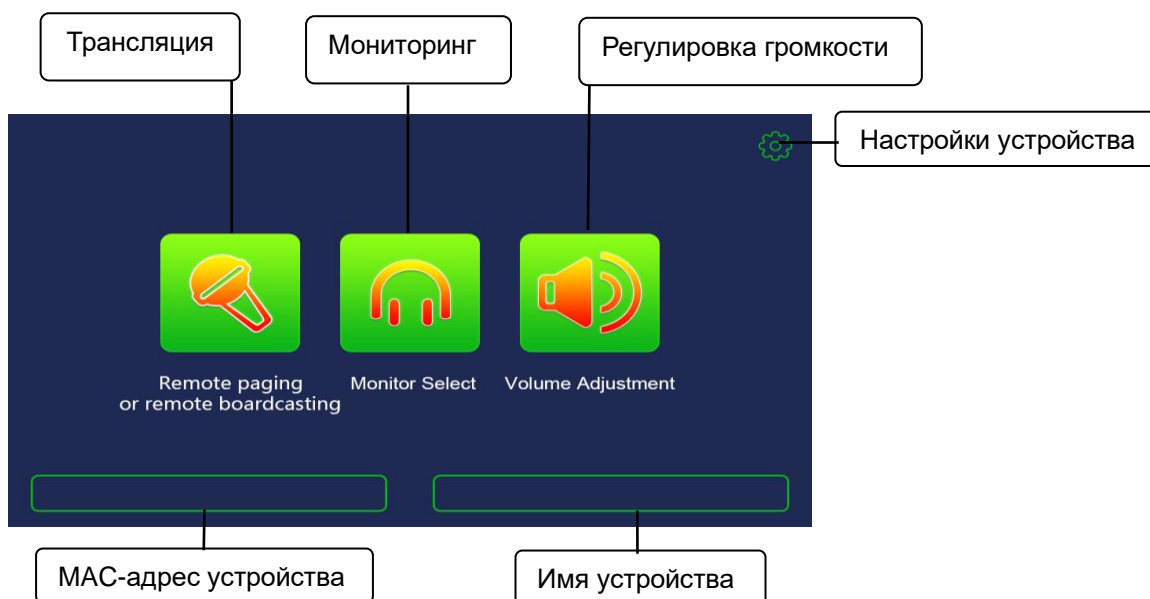 Трансляция
Мониторинг
Регулировка громкости
Настройки устройства
Remote paging
or remote boardcasting
Monitor Select
Volume Adjustment
MAC-адрес устройства
Имя устройства